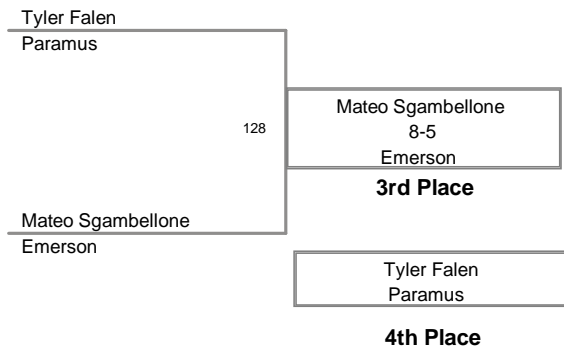 Tyler Falen
Paramus
128
Mateo Sgambellone
8-5
Emerson
3rd Place
Mateo Sgambellone
Emerson
Tyler Falen
Paramus
4th Place